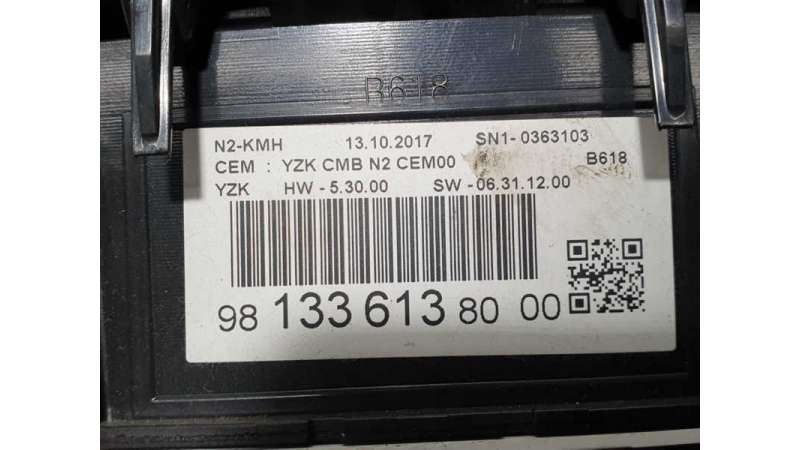 B618
N2-KMH 13.10.2017 SN1- 0363103
CEM : YZK CMB N2 CEM00 B618
YZK HW - 5.30.00 SW - 06.31.12.00
98 133 613 80 00